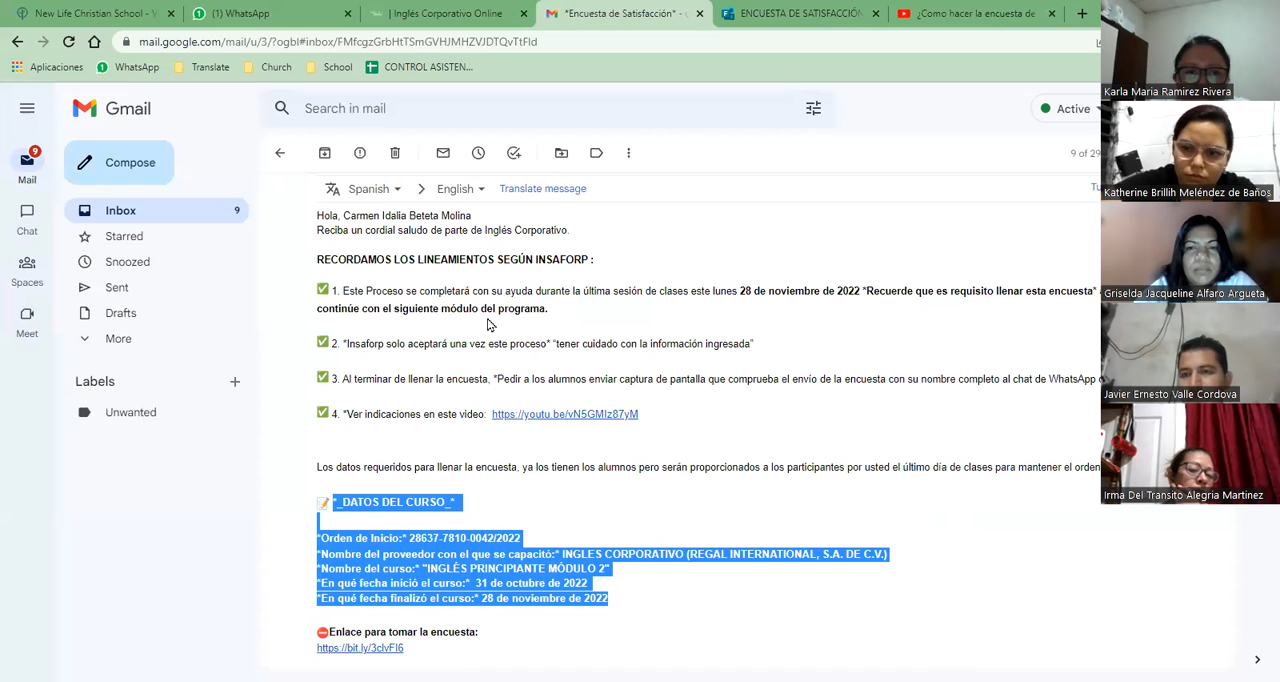 New Life Christian School - Y
(1) WhatsApp
| Inglés Corporativo Online
*Encuesta de Satisfacción* - g
ENCUESTA DE SATISFACCIÓN
¿Como hacer la encuesta de
mail.google.com/mail/u/3/?ogbl#inbox/FMfcgzGrbHtTSmGVHJMHZVJDTQvTtFld
Aplicaciones
WhatsApp
Translate
Church
School
CONTROL ASISTEN...
Gmail
Search in mail
Active
9
Mail
Chat
Spaces
Meet
Compose
Inbox 9
Starred
Snoozed
Sent
Drafts
More
Labels
Unwanted
9 of 29
Spanish English Translate message
Hola, Carmen Idalia Beteta Molina
Reciba un cordial saludo de parte de Inglés Corporativo.
RECORDAMOS LOS LINEAMIENTOS SEGÚN INSAFORP :
1. Este Proceso se completará con su ayuda durante la última sesión de clases este lunes 28 de noviembre de 2022 *Recuerde que es requisito llenar esta encuesta*
continúe con el siguiente módulo del programa.
2. *Insaforp solo aceptará una vez este proceso* “tener cuidado con la información ingresada”
3. Al terminar de llenar la encuesta, *Pedir a los alumnos enviar captura de pantalla que comprueba el envío de la encuesta con su nombre completo al chat de WhatsApp
4. *Ver indicaciones en este video: https://youtu.be/vN5GMIz87yM
Los datos requeridos para llenar la encuesta, ya los tienen los alumnos pero serán proporcionados a los participantes por usted el último día de clases para mantener el orden
*_DATOS DEL CURSO_*
*Orden de Inicio:* 28637-7810-0042/2022
*Nombre del proveedor con el que se capacitó:* INGLES CORPORATIVO (REGAL INTERNATIONAL, S.A. DE C.V.)
*Nombre del curso:* "INGLÉS PRINCIPIANTE MÓDULO 2"
*En qué fecha inició el curso:* 31 de octubre de 2022
*En qué fecha finalizó el curso:* 28 de noviembre de 2022
Enlace para tomar la encuesta:
https://bit.ly/3clvFI6
Karla Maria Ramirez Rivera
Katherine Brillih Meléndez de Baños
Griselda Jacqueline Alfaro Argueta
Javier Ernesto Valle Cordova
Irma Del Transito Alegria Martinez